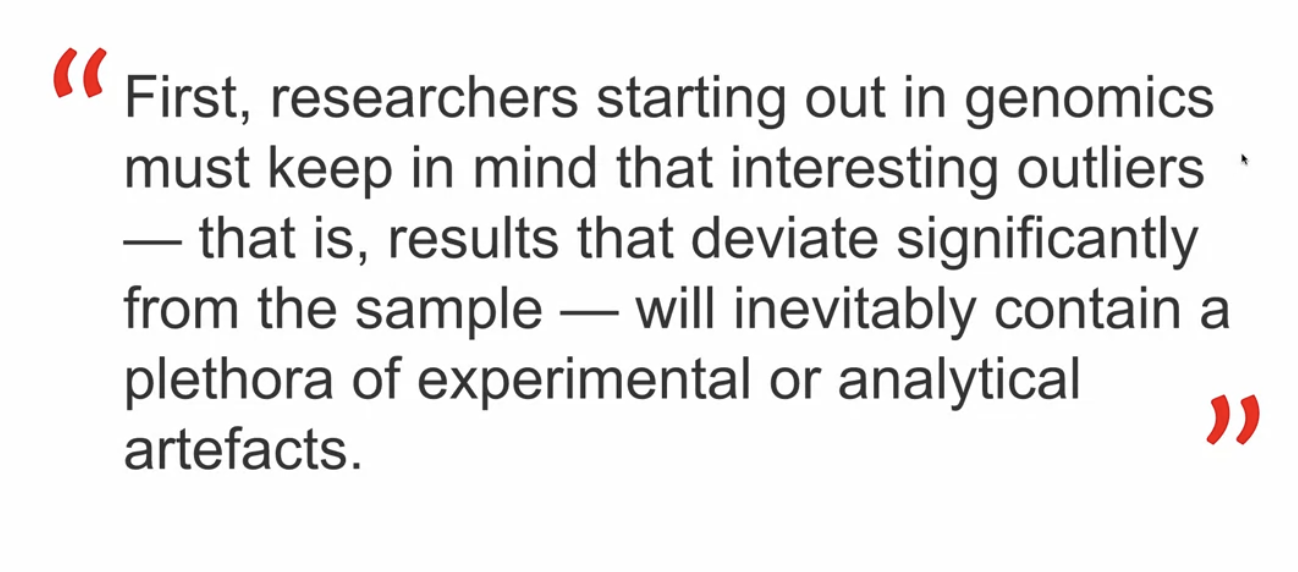 “First, researchers starting out in genomics
must keep in mind that interesting outliers
— that is, results that deviate significantly
from the sample — will inevitably contain a
plethora of experimental or analytical
artefacts.”